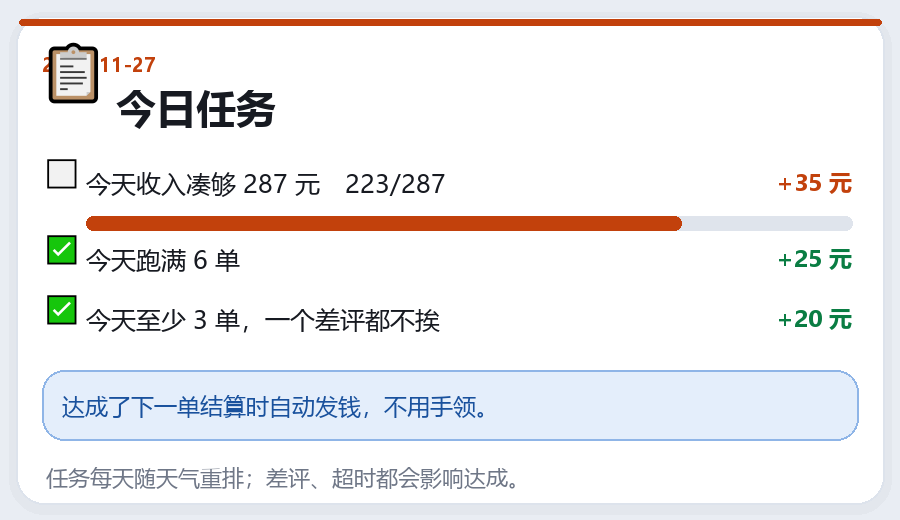 11-27
今日任务
今天收入凑够 287 元 223/287
+35 元
今天跑满 6 单
+25 元
今天至少 3 单，一个差评都不挨
+20 元
达成了下一单结算时自动发钱，不用手领。
任务每天随天气重排；差评、超时都会影响达成。